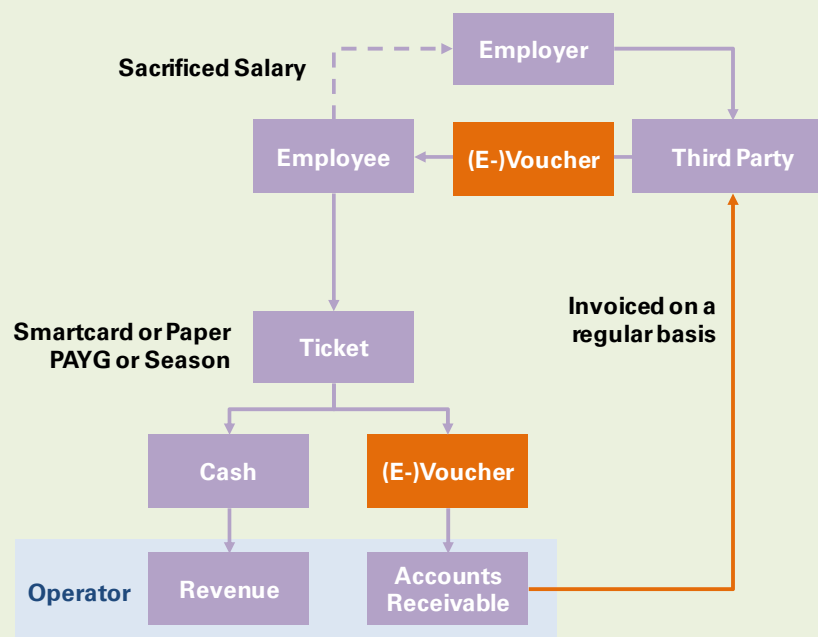 Employer
Sacrificed Salary
Employee
(E-)Voucher
Third Party
Invoiced on a
regular basis
Smartcard or Paper
PAYG or Season
Ticket
Cash
(E-)Voucher
Operator
Revenue
Accounts
Receivable